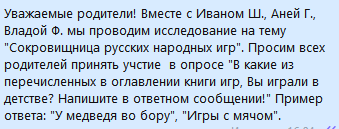 Уважаемые родители! Вместе с Иваном Ш., Аней Г.,
Владой Ф. мы проводим исследование на тему
"Сокровищница русских народных игр". Просим всех
родителей принять учстие  в опросе "В какие из
перечисленных в оглавлении книги игр, Вы играли в
детстве? Напишите в ответном сообщении!" Пример
ответа: "У медведя во бору", "Игры с мячом".